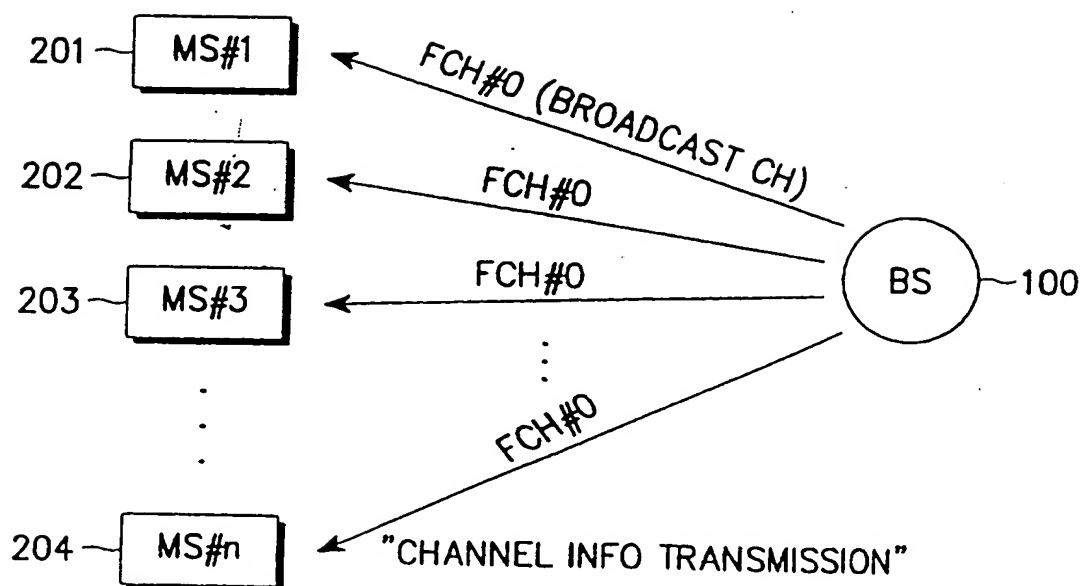 201
MS#1
FCH#0 (BROADCAST CH)
202
MS#2
FCH#0
203
MS#3
FCH#0
BS
100
FCH#0
204
MS#n
"CHANNEL INFO TRANSMISSION"